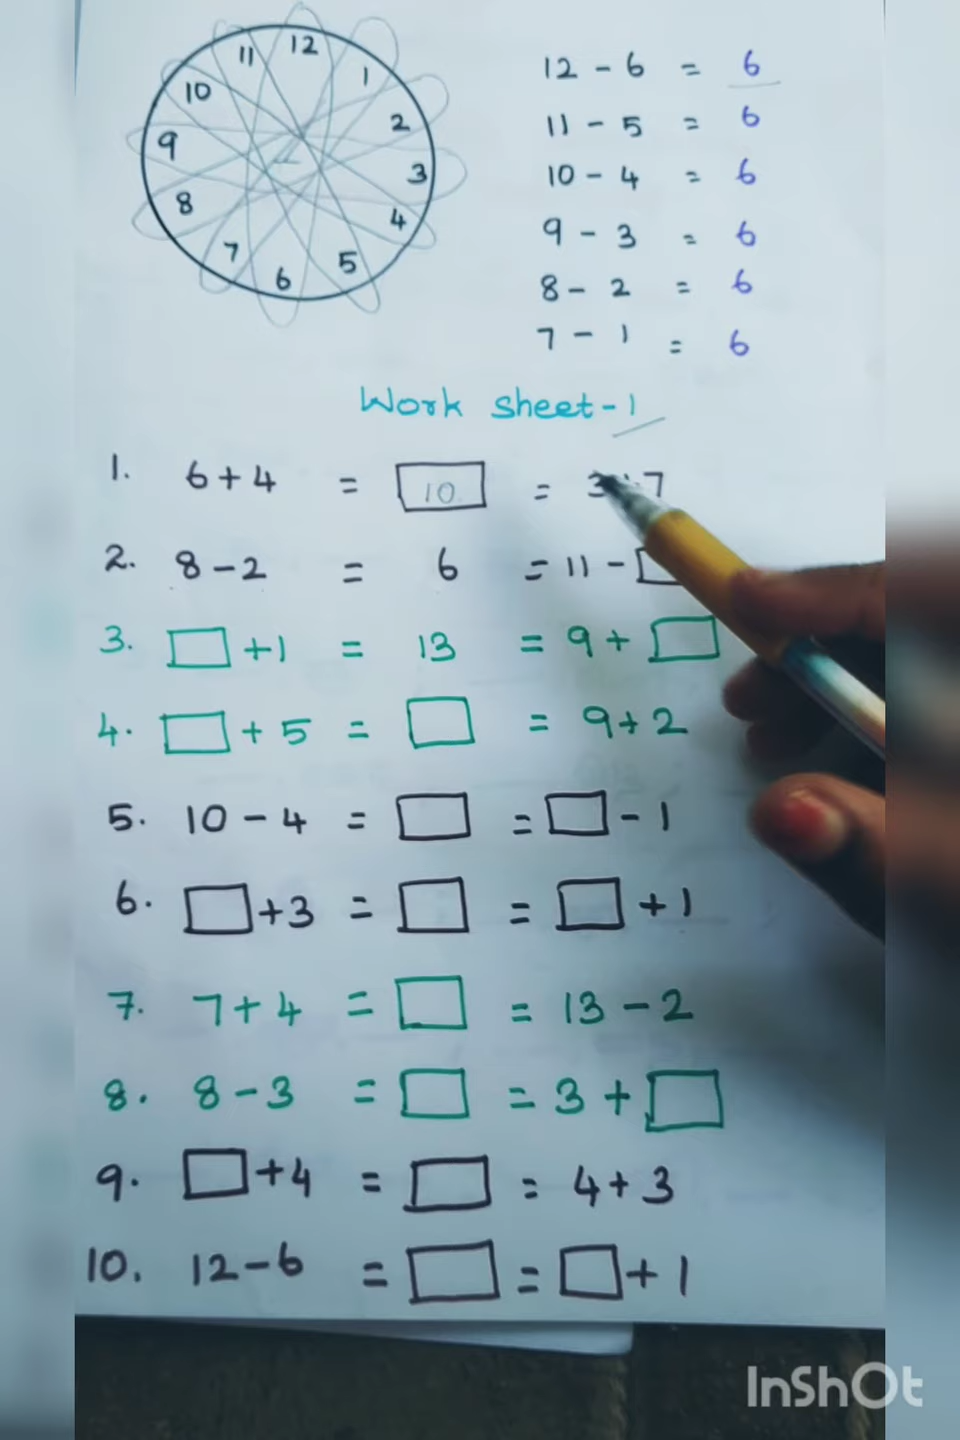 12
11
1
10
2
9
3
8
4
7
5
6
12 - 6 = 6
11 - 5 = 6
10 - 4 = 6
9 - 3 = 6
8 - 2 = 6
7 - 1 = 6
Work sheet - 1
1. 6 + 4 = 10 = 3 + 7
2. 8 - 2 = 6 = 11 - □
3. □ + 1 = 13 = 9 + □
4. □ + 5 = □ = 9 + 2
5. 10 - 4 = □ = □ - 1
6. □ + 3 = □ = □ + 1
7. 7 + 4 = □ = 13 - 2
8. 8 - 3 = □ = 3 + □
9. □ + 4 = □ = 4 + 3
10. 12 - 6 = □ = □ + 1
InShOt